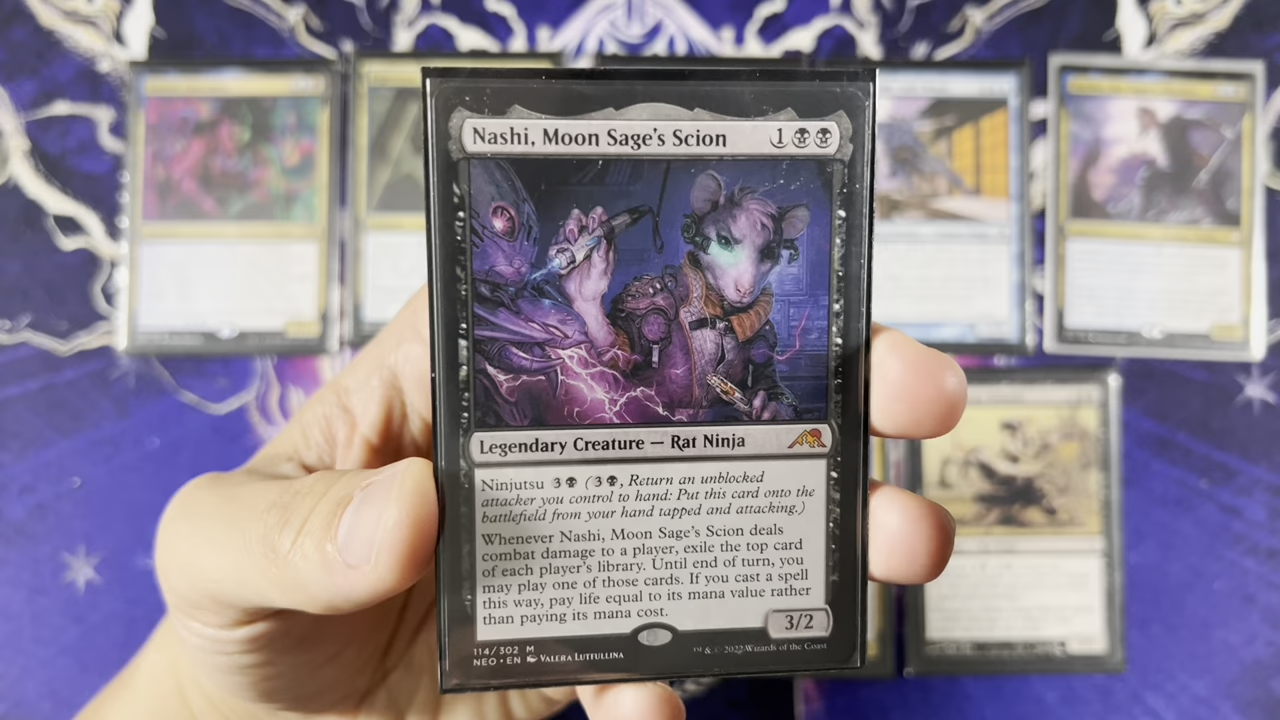 Nashi, Moon Sage's Scion 1
Legendary Creature — Rat Ninja
Ninjutsu 3 (3, Return an unblocked
attacker you control to hand: Put this card onto the
battlefield from your hand tapped and attacking.)
Whenever Nashi, Moon Sage's Scion deals
combat damage to a player, exile the top card
of each player's library. Until end of turn, you
may play one of those cards. If you cast a spell
this way, pay life equal to its mana value rather
than paying its mana cost.
3/2
114/302 M
NEO • EN Valera Lutfullina
™ & © 2022 Wizards of the Coast